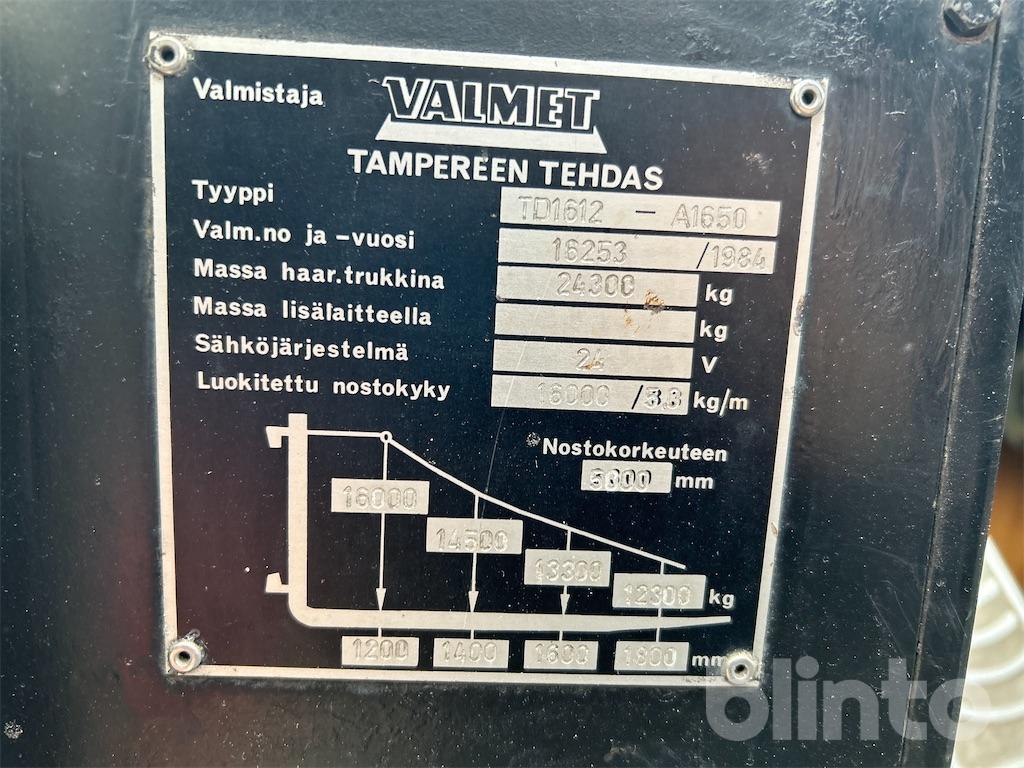 Valmistaja VALMET
TAMPEREEN TEHDAS
Tyyppi TD1612 - A1650
Valm.no ja -vuosi 16253 /1984
Massa haar.trukkina 24300 kg
Massa lisälaitteella kg
Sähköjärjestelmä 24 V
Luokitettu nostokyky 16000 kg/m
Nostokorkeuteen
mm
16000
14500
13300
12300 kg
1200 1400 1600 1800 mm
blinto